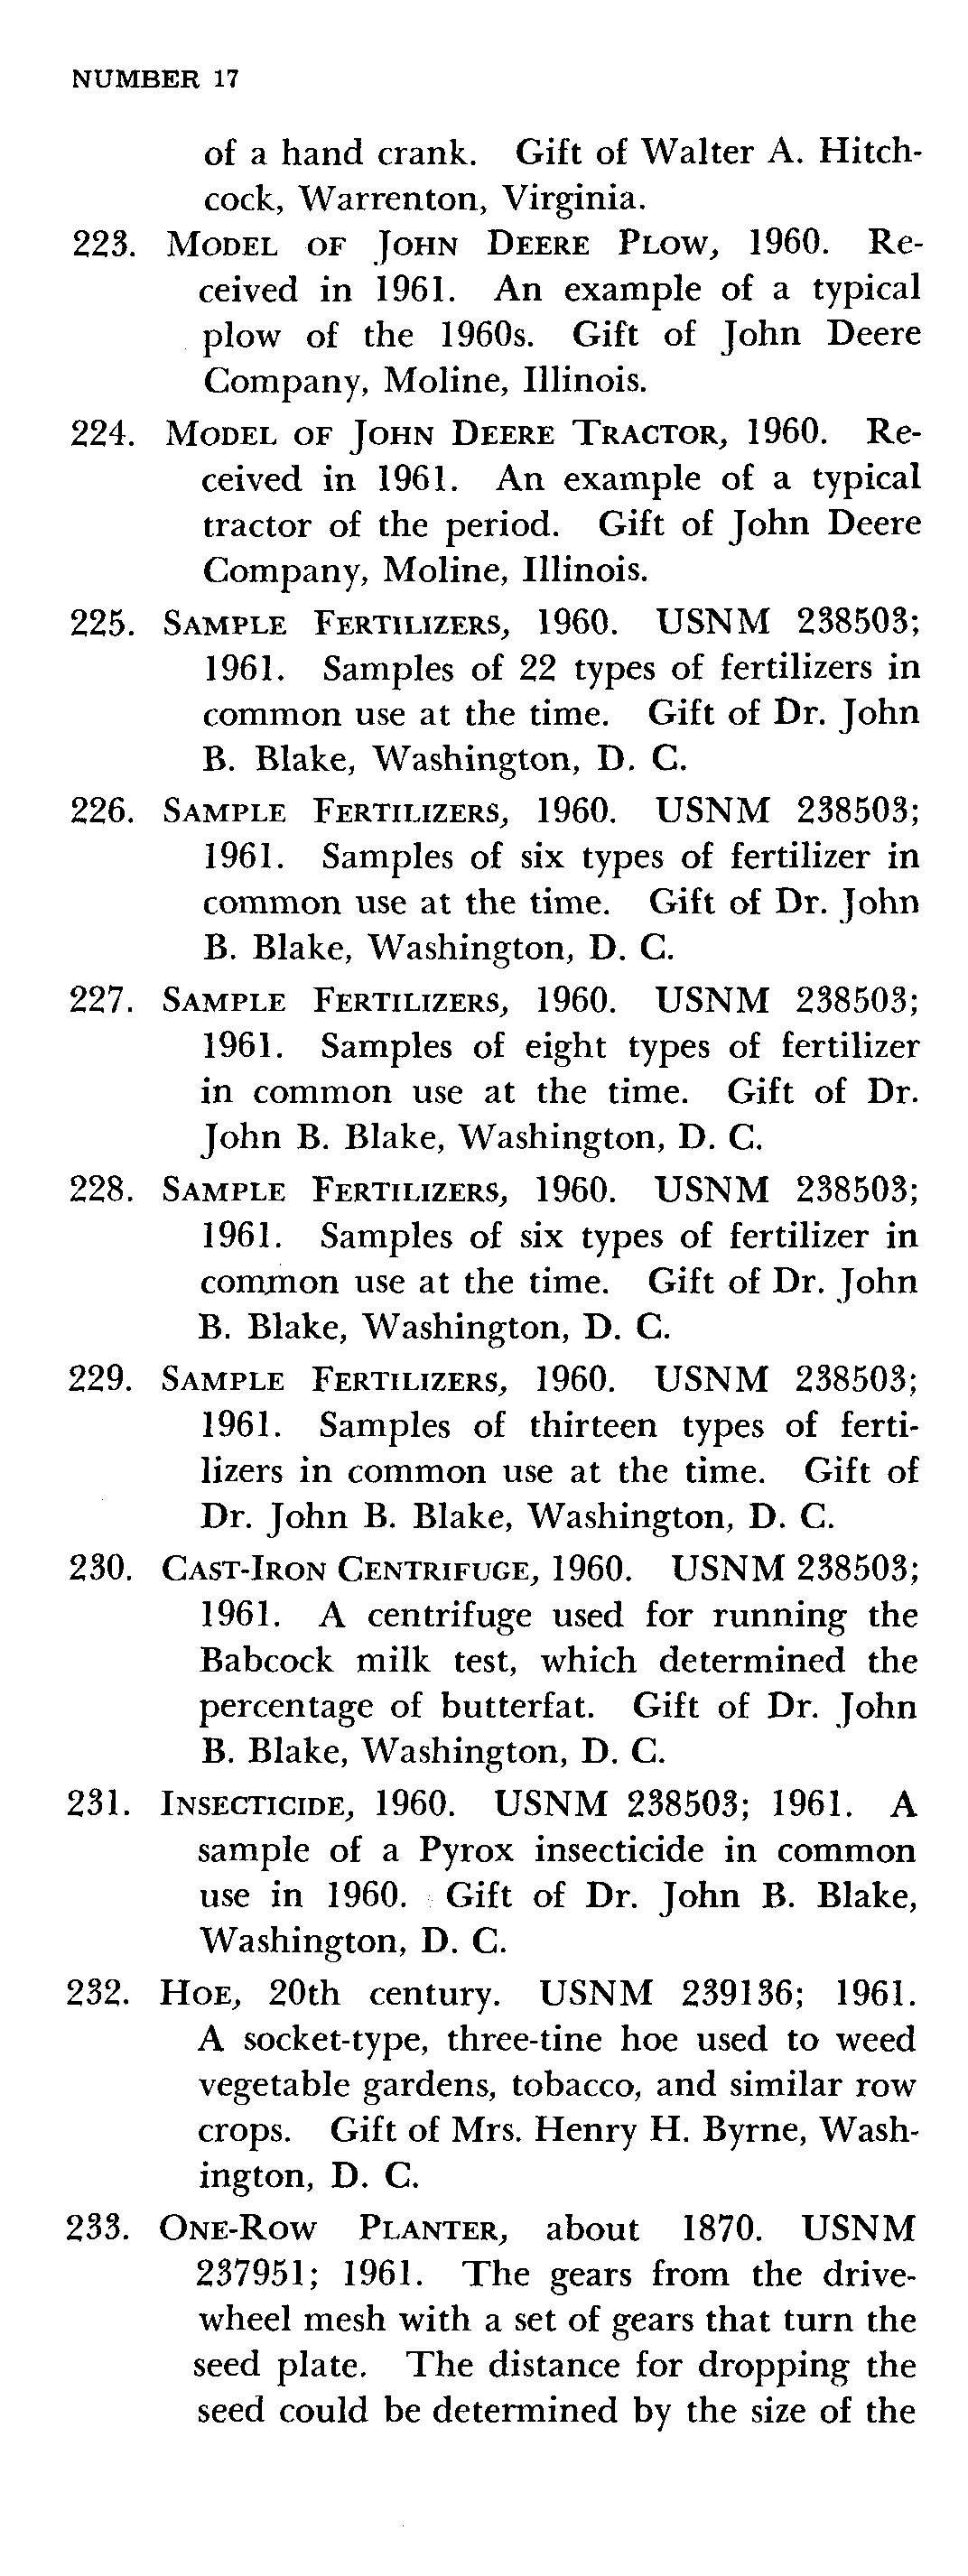 NUMBER 17
of a hand crank. Gift of Walter A. Hitch-
cock, Warrenton, Virginia.
223. MODEL OF JOHN DEERE PLOW, 1960. Re-
ceived in 1961. An example of a typical
plow of the 1960s. Gift of John Deere
Company, Moline, Illinois.
224. MODEL OF JOHN DEERE TRACTOR, 1960. Re-
ceived in 1961. An example of a typical
tractor of the period. Gift of John Deere
Company, Moline, Illinois.
225. SAMPLE FERTILIZERS, 1960. USNM 238503;
1961. Samples of 22 types of fertilizers in
common use at the time. Gift of Dr. John
B. Blake, Washington, D. C.
226. SAMPLE FERTILIZERS, 1960. USNM 238503;
1961. Samples of six types of fertilizer in
common use at the time. Gift of Dr. John
B. Blake, Washington, D. C.
227. SAMPLE FERTILIZERS, 1960. USNM 238503;
1961. Samples of eight types of fertilizer
in common use at the time. Gift of Dr.
John B. Blake, Washington, D. C.
228. SAMPLE FERTILIZERS, 1960. USNM 238503;
1961. Samples of six types of fertilizer in
common use at the time. Gift of Dr. John
B. Blake, Washington, D. C.
229. SAMPLE FERTILIZERS, 1960. USNM 238503;
1961. Samples of thirteen types of ferti-
lizers in common use at the time. Gift of
Dr. John B. Blake, Washington, D. C.
230. CAST-IRON CENTRIFUGE, 1960. USNM 238503;
1961. A centrifuge used for running the
Babcock milk test, which determined the
percentage of butterfat. Gift of Dr. John
B. Blake, Washington, D. C.
231. INSECTICIDE, 1960. USNM 238503; 1961. A
sample of a Pyrox insecticide in common
use in 1960. Gift of Dr. John B. Blake,
Washington, D. C.
232. HOE, 20th century. USNM 239136; 1961.
A socket-type, three-tine hoe used to weed
vegetable gardens, tobacco, and similar row
crops. Gift of Mrs. Henry H. Byrne, Wash-
ington, D. C.
233. ONE-ROW PLANTER, about 1870. USNM
237951; 1961. The gears from the drive-
wheel mesh with a set of gears that turn the
seed plate. The distance for dropping the
seed could be determined by the size of the